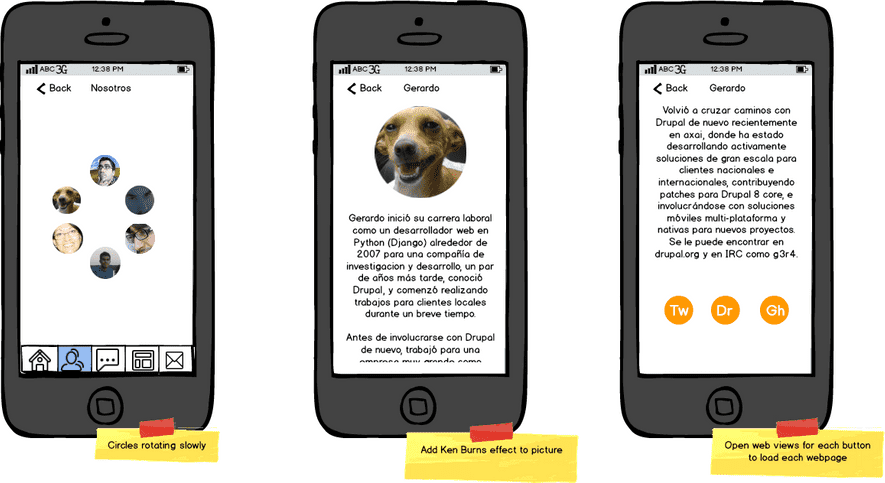 ABC 3G 12:38 PM
Back Nosotros
Circles rotating slowly
ABC 3G 12:38 PM
Back Gerardo
Gerardo inició su carrera laboral
como un desarrollador web en
Python (Django) alrededor de
2007 para una compañía de
investigacion y desarrollo, un par
de años más tarde, conoció
Drupal, y comenzó realizando
trabajos para clientes locales
durante un breve tiempo.
Antes de involucrarse con Drupal
de nuevo, trabajó para una
empresa muy grande como
Add Ken Burns effect to picture
ABC 3G 12:38 PM
Back Gerardo
Volvió a cruzar caminos con
Drupal de nuevo recientemente
en axai, donde ha estado
desarrollando activamente
soluciones de gran escala para
clientes nacionales e
internacionales, contribuyendo
patches para Drupal 8 core, e
involucrándose con soluciones
móviles multi-plataforma y
nativas para nuevos proyectos.
Se le puede encontrar en
drupal.org y en IRC como g3r4.
Tw Dr Gh
Open web views for each button
to load each webpage